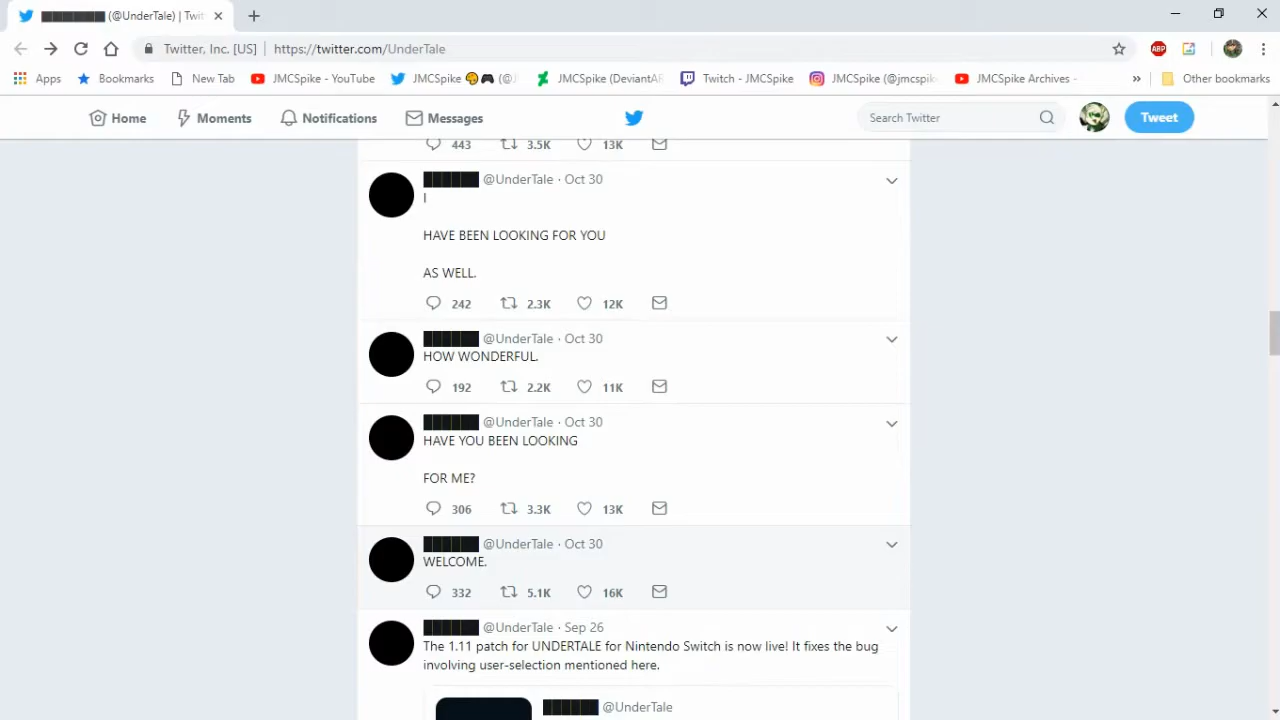 ███████ (@UnderTale) | Twit
Twitter, Inc. [US] | https://twitter.com/UnderTale
ABP
Apps Bookmarks New Tab JMCSpike - YouTube JMCSpike (@J JMCSpike (DeviantAR Twitch - JMCSpike JMCSpike (@jmcspike JMCSpike Archives - » Other bookmarks
Home Moments Notifications Messages Search Twitter Tweet
443 3.5K 13K
██████ @UnderTale · Oct 30
I
HAVE BEEN LOOKING FOR YOU
AS WELL.
242 2.3K 12K
██████ @UnderTale · Oct 30
HOW WONDERFUL.
192 2.2K 11K
██████ @UnderTale · Oct 30
HAVE YOU BEEN LOOKING
FOR ME?
306 3.3K 13K
██████ @UnderTale · Oct 30
WELCOME.
332 5.1K 16K
██████ @UnderTale · Sep 26
The 1.11 patch for UNDERTALE for Nintendo Switch is now live! It fixes the bug
involving user-selection mentioned here.
██████ @UnderTale